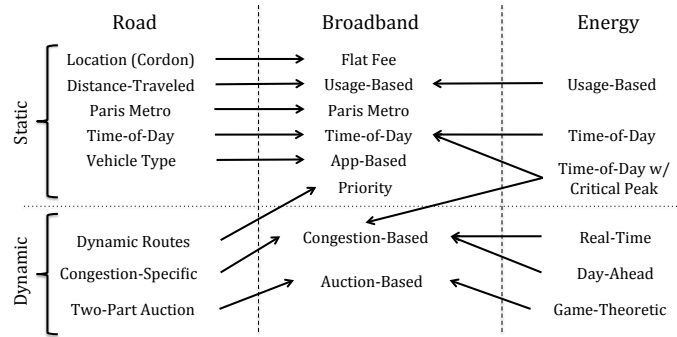 Road Broadband Energy
Static
Location (Cordon) Flat Fee
Distance-Traveled Usage-Based Usage-Based
Paris Metro Paris Metro
Time-of-Day Time-of-Day Time-of-Day
Vehicle Type App-Based Time-of-Day w/
Priority Critical Peak
Dynamic
Dynamic Routes Congestion-Based Real-Time
Congestion-Specific Day-Ahead
Auction-Based
Two-Part Auction Game-Theoretic